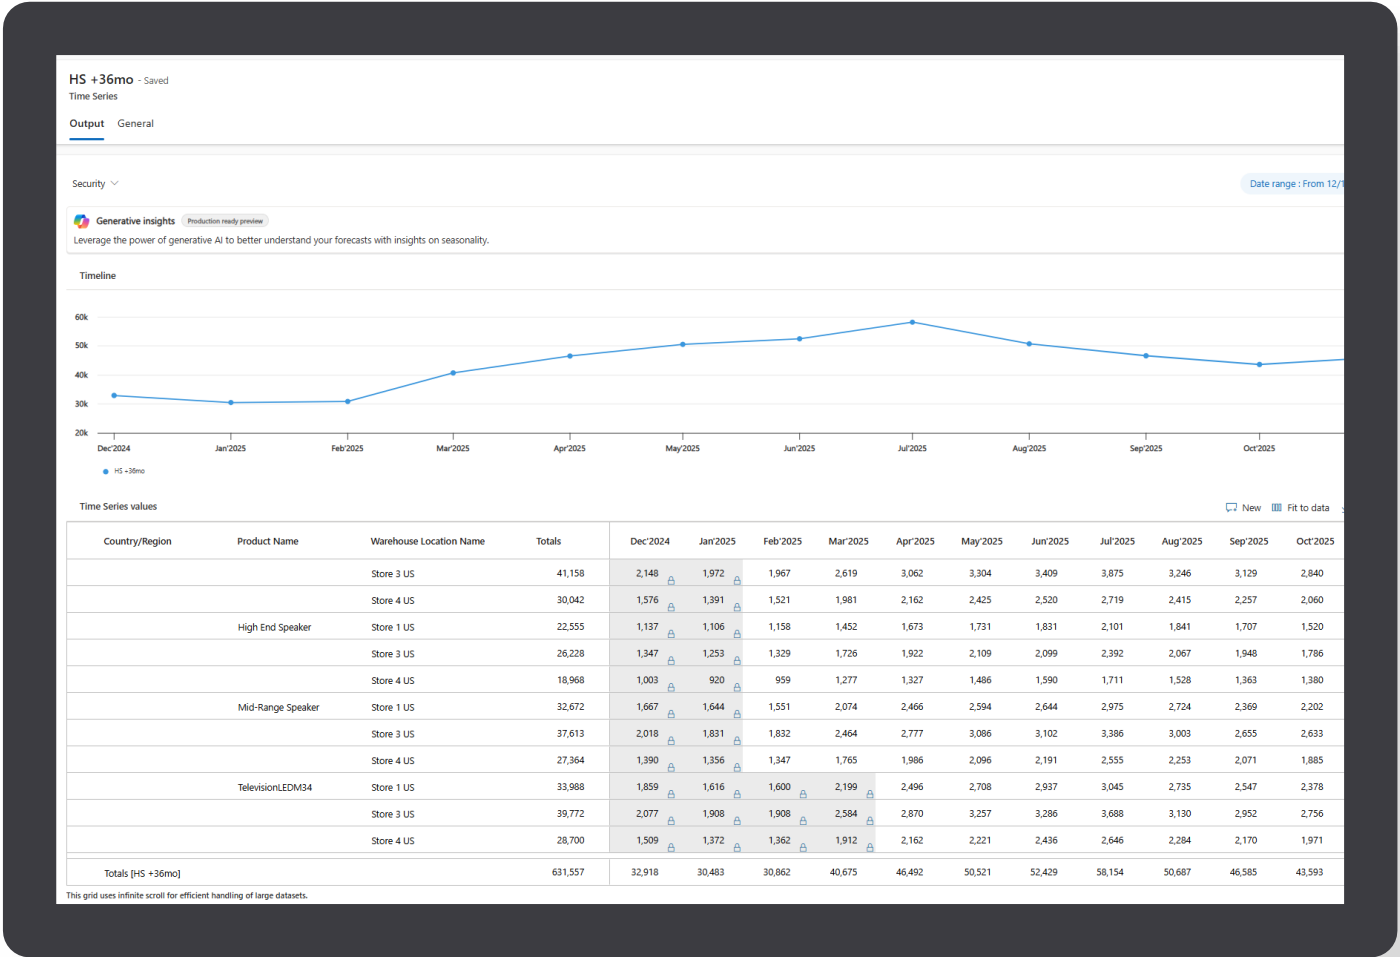 HS +36mo - Saved
Time Series
Output General
Security
Date range : From 12/1
Generative insights Production ready preview
Leverage the power of generative AI to better understand your forecasts with insights on seasonality.
Timeline
60k
50k
40k
30k
20k
Dec'2024 Jan'2025 Feb'2025 Mar'2025 Apr'2025 May'2025 Jun'2025 Jul'2025 Aug'2025 Sep'2025 Oct'2025
HS +36mo
Time Series values
New Fit to data
Country/Region Product Name Warehouse Location Name Totals Dec'2024 Jan'2025 Feb'2025 Mar'2025 Apr'2025 May'2025 Jun'2025 Jul'2025 Aug'2025 Sep'2025 Oct'2025
Store 3 US 41,158 2,148 1,972 1,967 2,619 3,062 3,304 3,409 3,875 3,246 3,129 2,840
Store 4 US 30,042 1,576 1,391 1,521 1,981 2,162 2,425 2,520 2,719 2,415 2,257 2,060
High End Speaker Store 1 US 22,555 1,137 1,106 1,158 1,452 1,673 1,731 1,831 2,101 1,841 1,707 1,520
Store 3 US 26,228 1,347 1,253 1,329 1,726 1,922 2,109 2,099 2,392 2,067 1,948 1,786
Store 4 US 18,968 1,003 920 959 1,277 1,327 1,486 1,590 1,711 1,528 1,363 1,380
Mid-Range Speaker Store 1 US 32,672 1,667 1,644 1,551 2,074 2,466 2,594 2,644 2,975 2,724 2,369 2,202
Store 3 US 37,613 2,018 1,831 1,832 2,464 2,777 3,086 3,102 3,386 3,003 2,655 2,633
Store 4 US 27,364 1,390 1,356 1,347 1,765 1,986 2,096 2,191 2,555 2,253 2,071 1,885
TelevisionLEDM34 Store 1 US 33,988 1,859 1,616 1,600 2,199 2,496 2,708 2,937 3,045 2,735 2,547 2,378
Store 3 US 39,772 2,077 1,908 1,908 2,584 2,870 3,257 3,286 3,688 3,130 2,952 2,756
Store 4 US 28,700 1,509 1,372 1,362 1,912 2,162 2,221 2,436 2,646 2,284 2,170 1,971
Totals [HS +36mo] 631,557 32,918 30,483 30,862 40,675 46,492 50,521 52,429 58,154 50,687 46,585 43,593
This grid uses infinite scroll for efficient handling of large datasets.